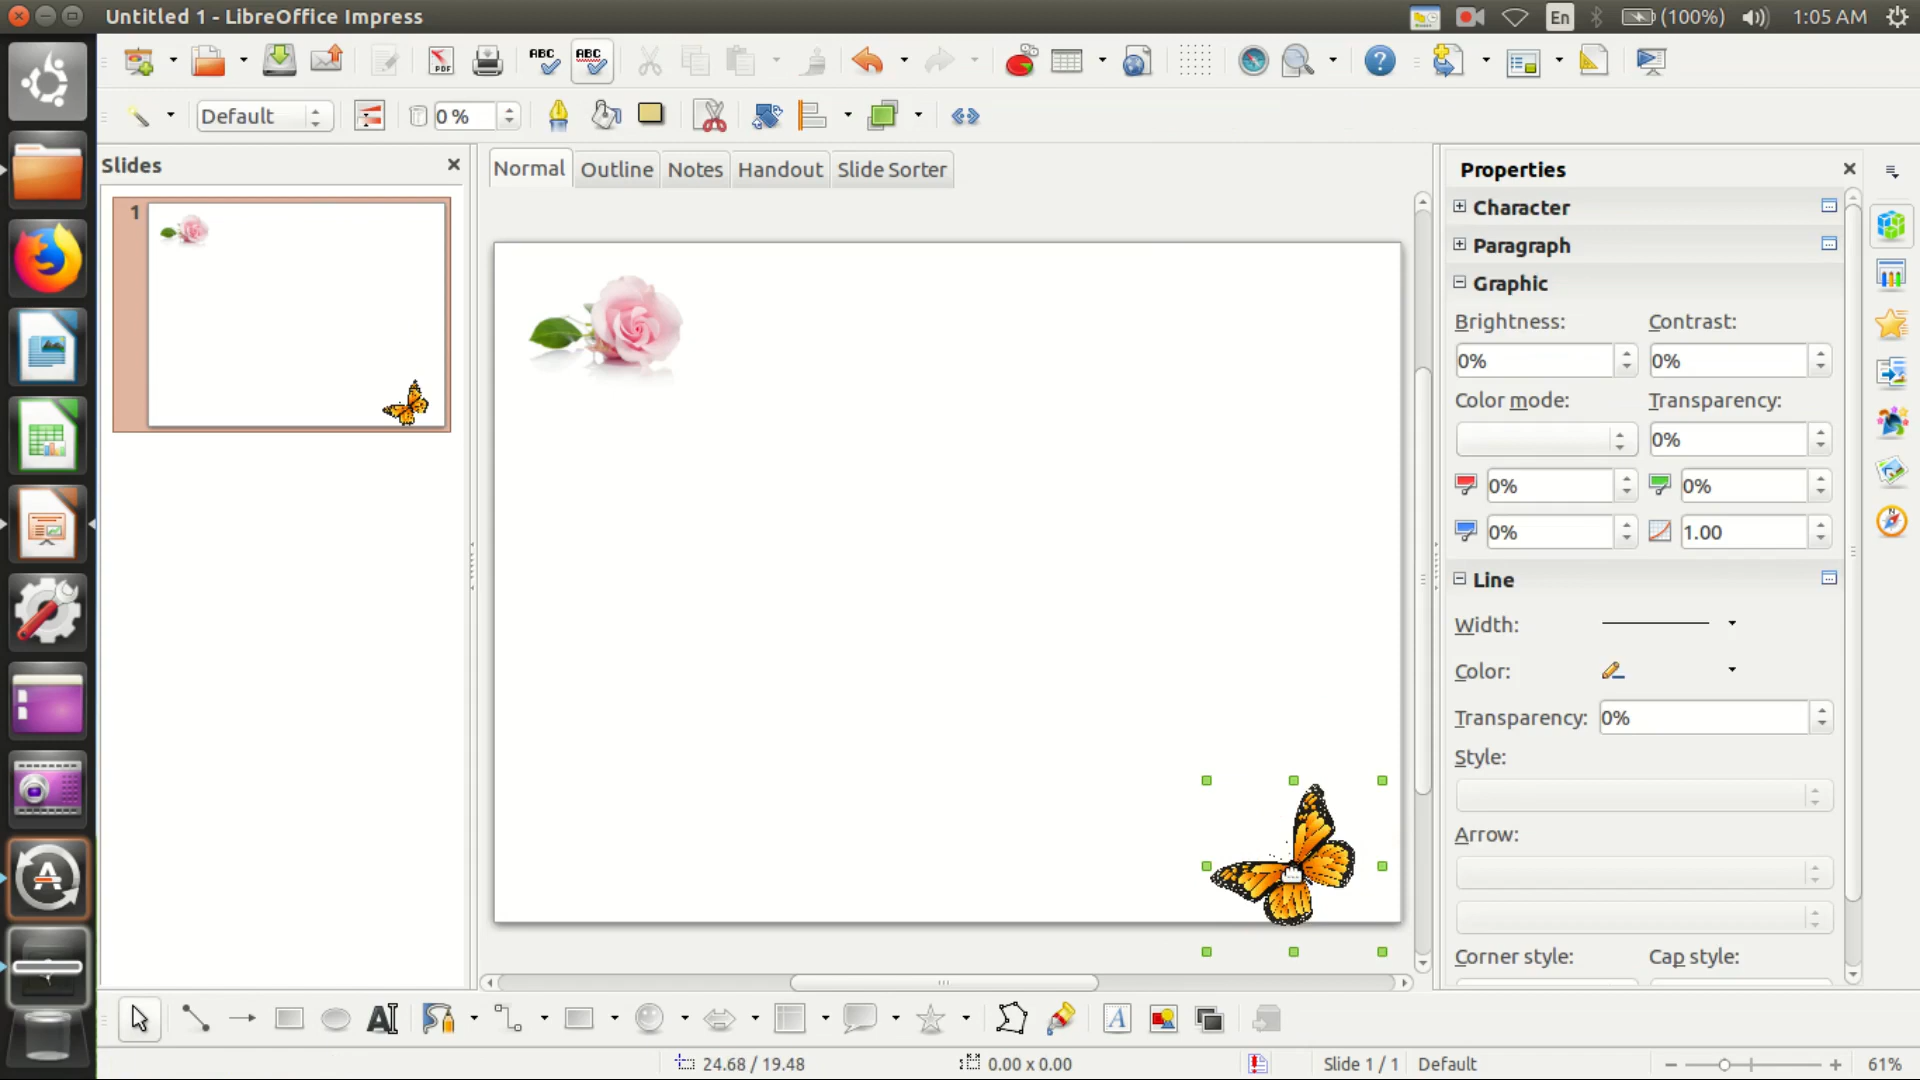 Untitled 1 - LibreOffice Impress
En
(100%)
1:05 AM
PDF
ABC
ABC
Default
0 %
Slides
1
Normal
Outline
Notes
Handout
Slide Sorter
Properties
Character
Paragraph
Graphic
Brightness:
Contrast:
0%
0%
Color mode:
Transparency:
0%
0%
0%
0%
1.00
Line
Width:
Color:
Transparency:
0%
Style:
Arrow:
Corner style:
Cap style:
24.68 / 19.48
0.00 x 0.00
Slide 1 / 1
Default
61%